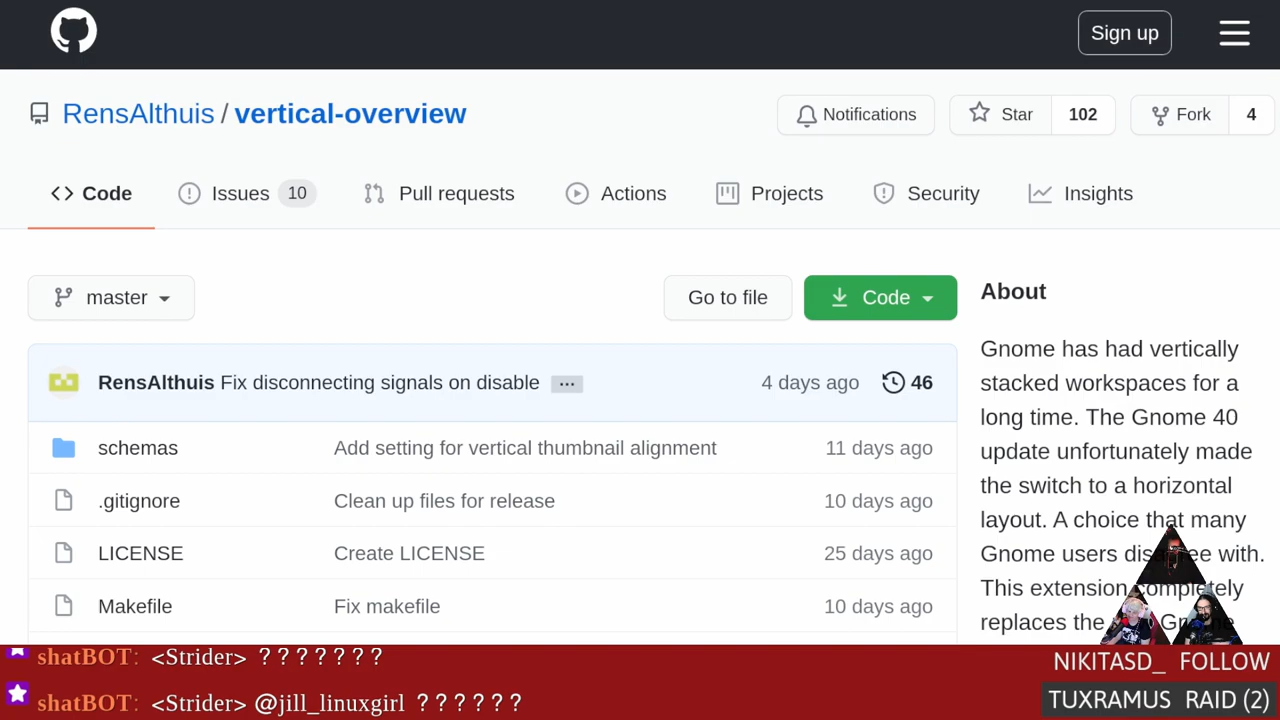 Sign up
RensAlthuis / vertical-overview
Notifications
Star 102
Fork 4
Code
Issues 10
Pull requests
Actions
Projects
Security
Insights
master
Go to file
Code
RensAlthuis Fix disconnecting signals on disable ... 4 days ago 46
schemas Add setting for vertical thumbnail alignment 11 days ago
.gitignore Clean up files for release 10 days ago
LICENSE Create LICENSE 25 days ago
Makefile Fix makefile 10 days ago
About
Gnome has had vertically
stacked workspaces for a
long time. The Gnome 40
update unfortunately made
the switch to a horizontal
layout. A choice that many
Gnome users disagree with.
This extension completely
replaces the
shatBOT: <Strider> ???????
shatBOT: <Strider> @jill_linuxgirl ??????
NIKITASD_ FOLLOW
TUXRAMUS RAID (2)